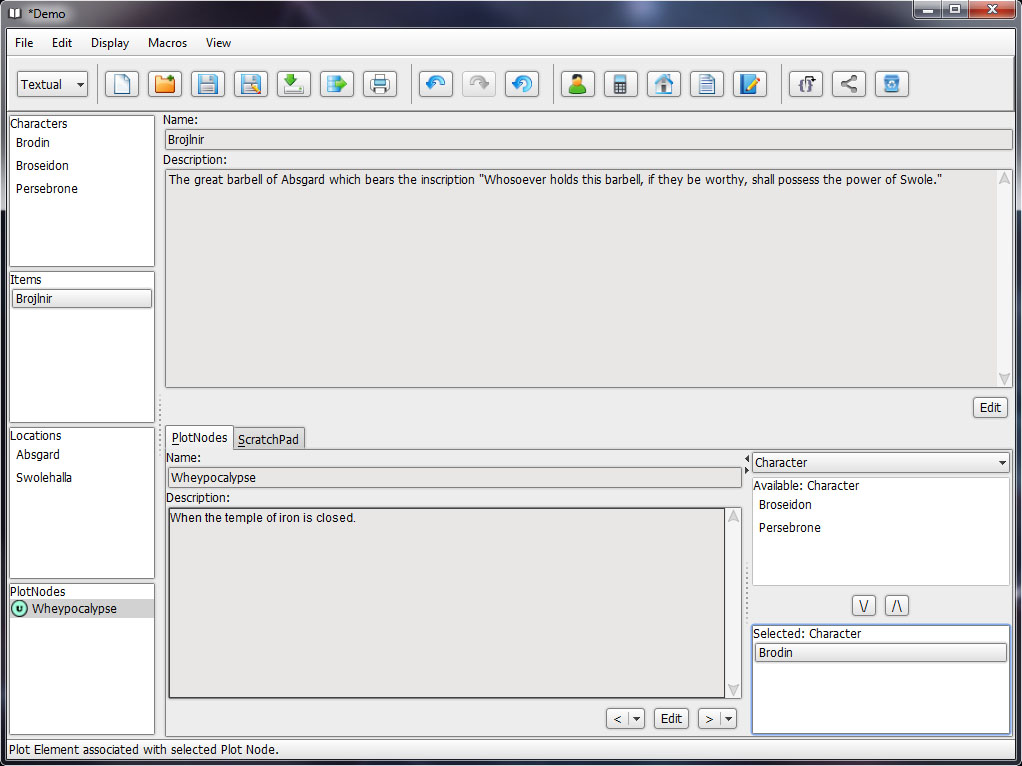 *Demo
File Edit Display Macros View
Textual
Characters
Brodin
Broseidon
Persebrone
Items
Brojlnir
Locations
Absgard
Swolehalla
PlotNodes
U Wheypocalypse
Name:
Brojlnir
Description:
The great barbell of Absgard which bears the inscription "Whosoever holds this barbell, if they be worthy, shall possess the power of Swole."
Edit
PlotNodes ScratchPad
Name:
Wheypocalypse
Description:
When the temple of iron is closed.
< Edit >
Character
Available: Character
Broseidon
Persebrone
\/ /\
Selected: Character
Brodin
Plot Element associated with selected Plot Node.